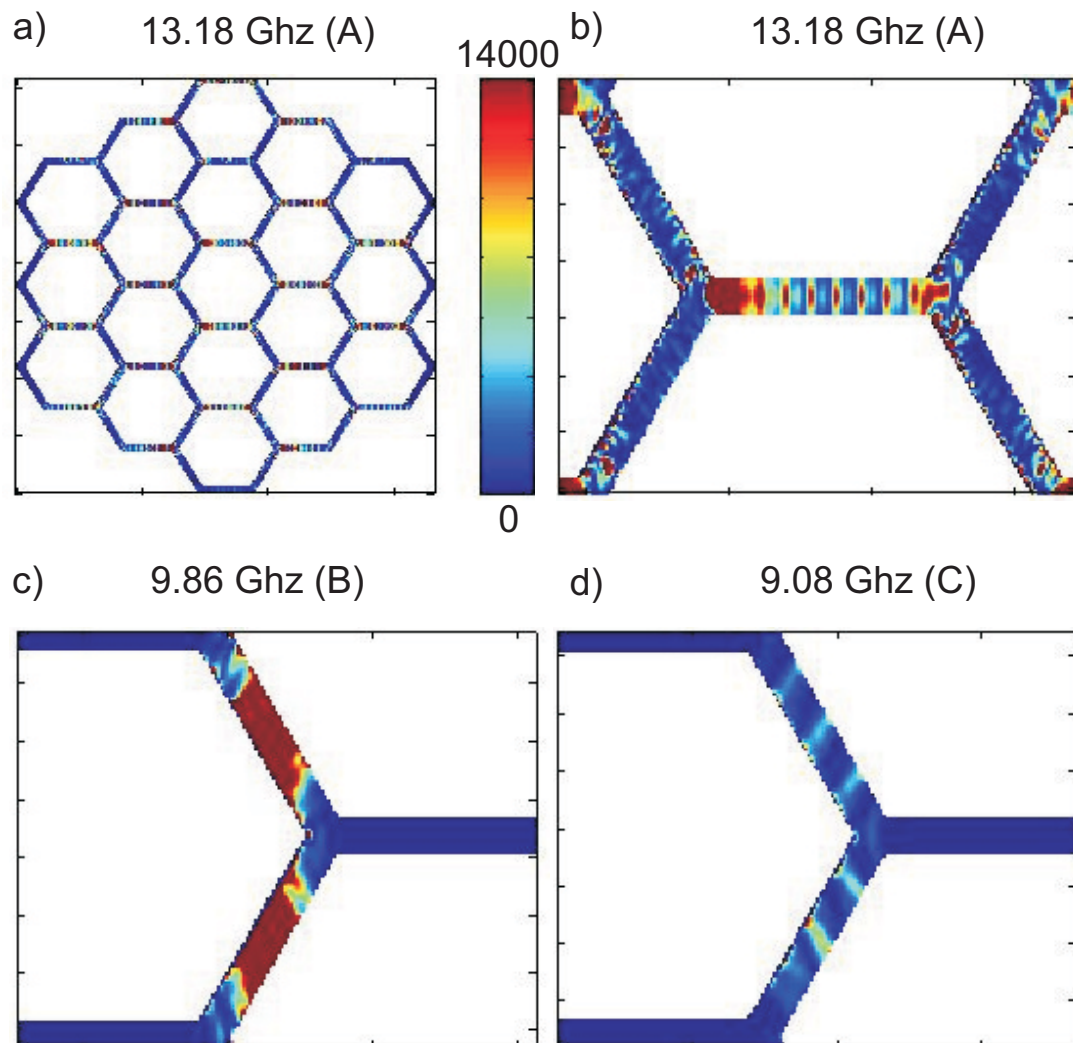 a) 13.18 Ghz (A)
14000
0
b) 13.18 Ghz (A)
c) 9.86 Ghz (B)
d) 9.08 Ghz (C)